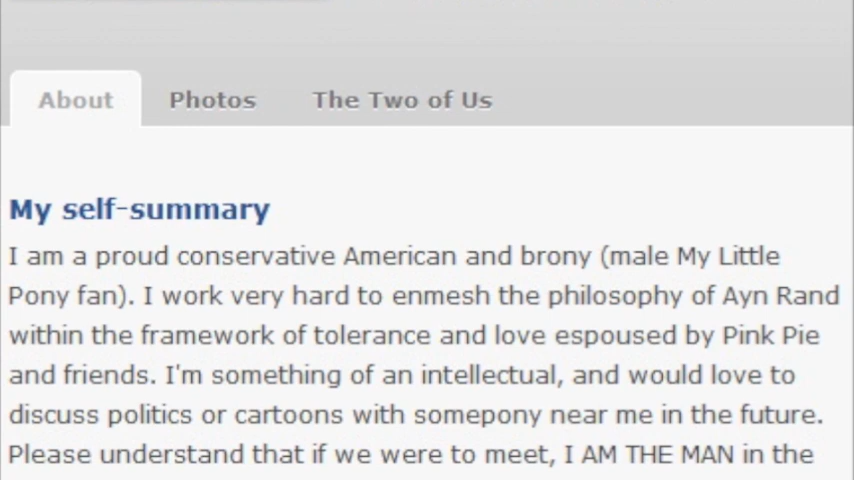 About Photos The Two of Us
My self-summary
I am a proud conservative American and brony (male My Little
Pony fan). I work very hard to enmesh the philosophy of Ayn Rand
within the framework of tolerance and love espoused by Pink Pie
and friends. I'm something of an intellectual, and would love to
discuss politics or cartoons with somepony near me in the future.
Please understand that if we were to meet, I AM THE MAN in the